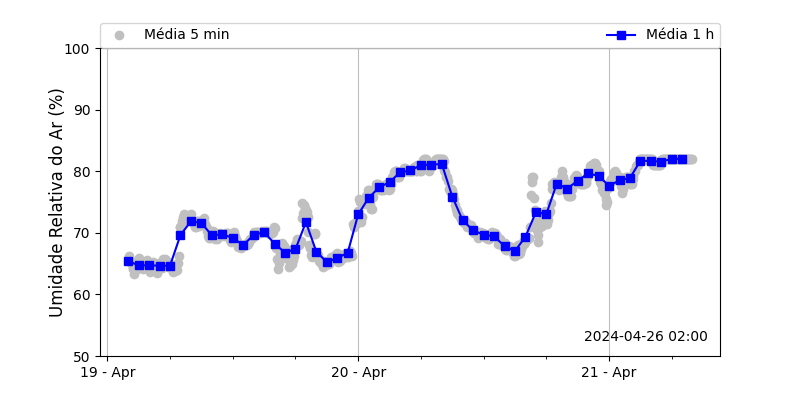 Média 5 min
Média 1 h
Umidade Relativa do Ar (%)
100
90
80
70
60
50
2024-04-26 02:00
19 - Apr
20 - Apr
21 - Apr